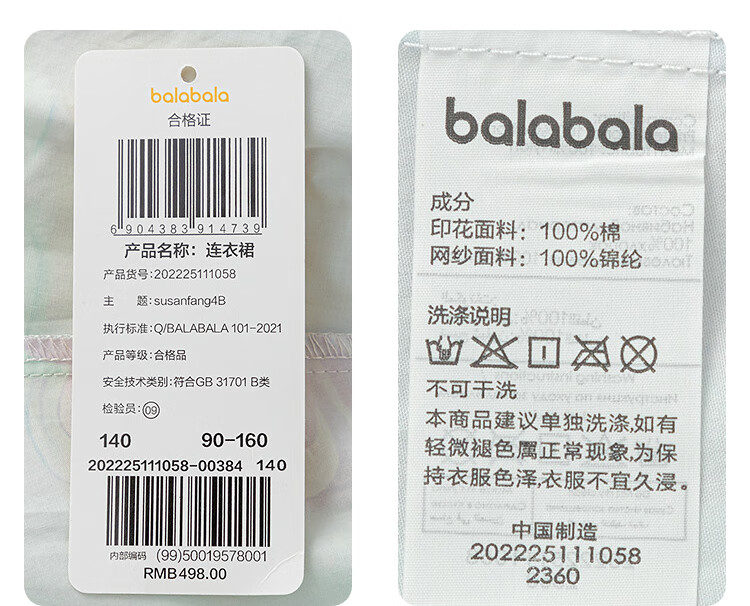 balabala
合格证
6 904383 914739
产品名称：连衣裙
产品货号:202225111058
主 题:susanfang4B
执行标准:Q/BALABALA 101-2021
产品等级:合格品
安全技术类别:符合GB 31701 B类
检验员:09
140 90-160
202225111058-00384 140
内部编码 (99)50019578001
RMB498.00
balabala
成分
印花面料：100%棉
网纱面料：100%锦纶
洗涤说明
不可干洗
本商品建议单独洗涤,如有
轻微褪色属正常现象,为保
持衣服色泽,衣服不宜久浸。
中国制造
202225111058
2360